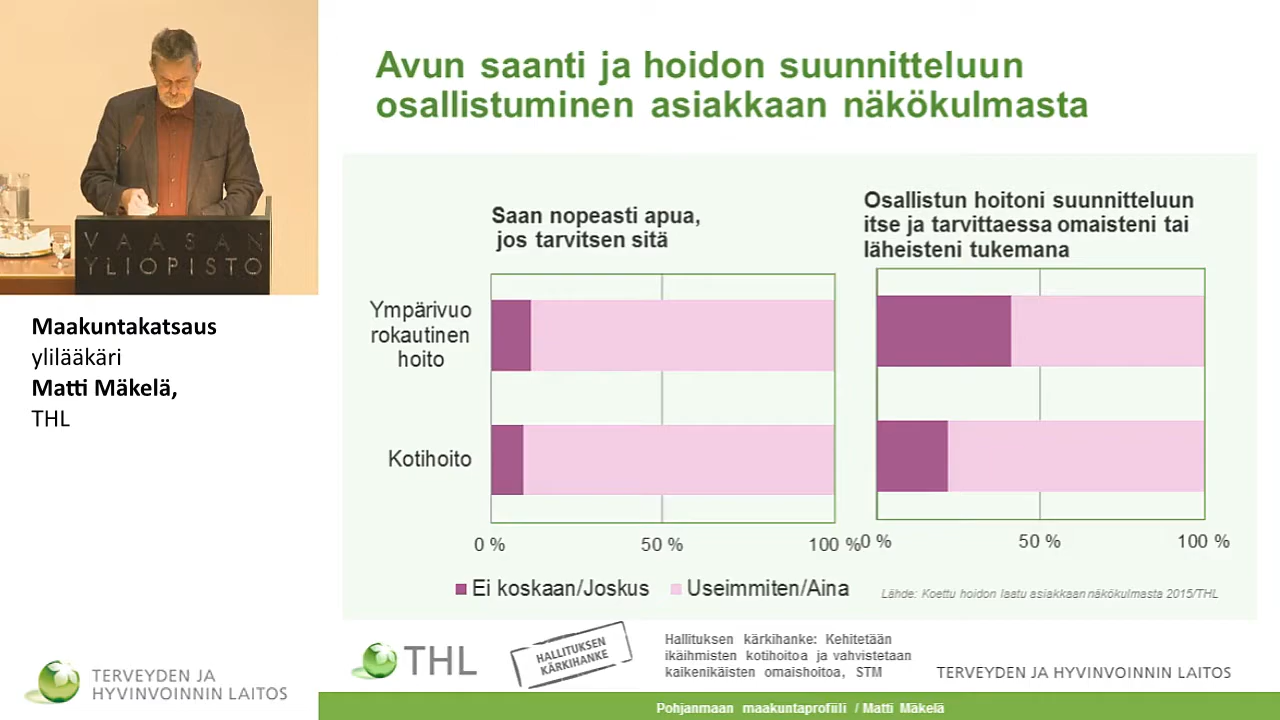 Avun saanti ja hoidon suunnitteluun
osallistuminen asiakkaan näkökulmasta
Saan nopeasti apua,
jos tarvitsen sitä
Osallistun hoitoni suunnitteluun
itse ja tarvittaessa omaisteni tai
läheisteni tukemana
Ympärivuo
rokautinen
hoito
Kotihoito
0 %
50 %
100 %
0 %
50 %
100 %
Ei koskaan/Joskus
Useimmiten/Aina
Lähde: Koettu hoidon laatu asiakkaan näkökulmasta 2015/THL
VAASAN
YLIOPISTO
Maakuntakatsaus
ylilääkäri
Matti Mäkelä,
THL
TERVEYDEN JA
HYVINVOINNIN LAITOS
THL
HALLITUKSEN
KÄRKIHANKE
Hallituksen kärkihanke: Kehitetään
ikäihmisten kotihoitoa ja vahvistetaan
kaikenikäisten omaishoitoa, STM
TERVEYDEN JA HYVINVOINNIN LAITOS
Pohjanmaan maakuntaprofiili / Matti Mäkelä